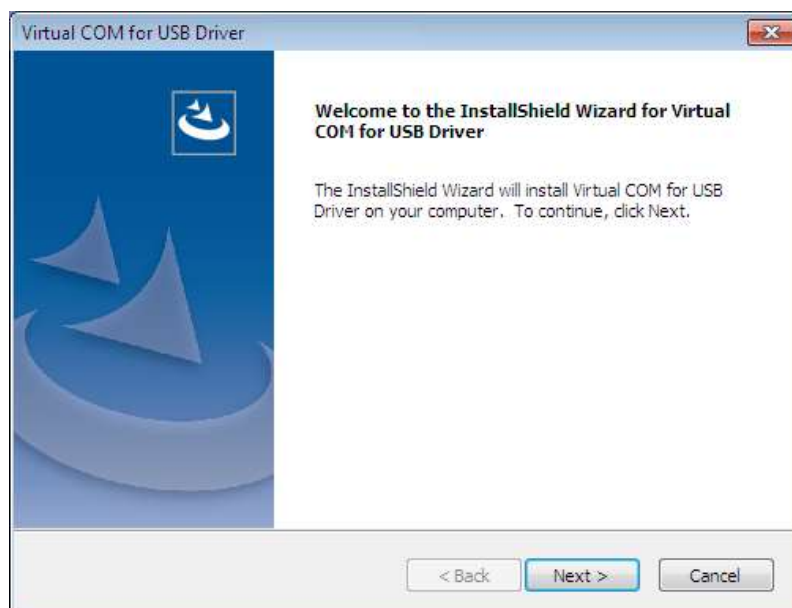 Virtual COM for USB Driver
Welcome to the InstallShield Wizard for Virtual
COM for USB Driver
The InstallShield Wizard will install Virtual COM for USB
Driver on your computer. To continue, click Next.
< Back
Next >
Cancel